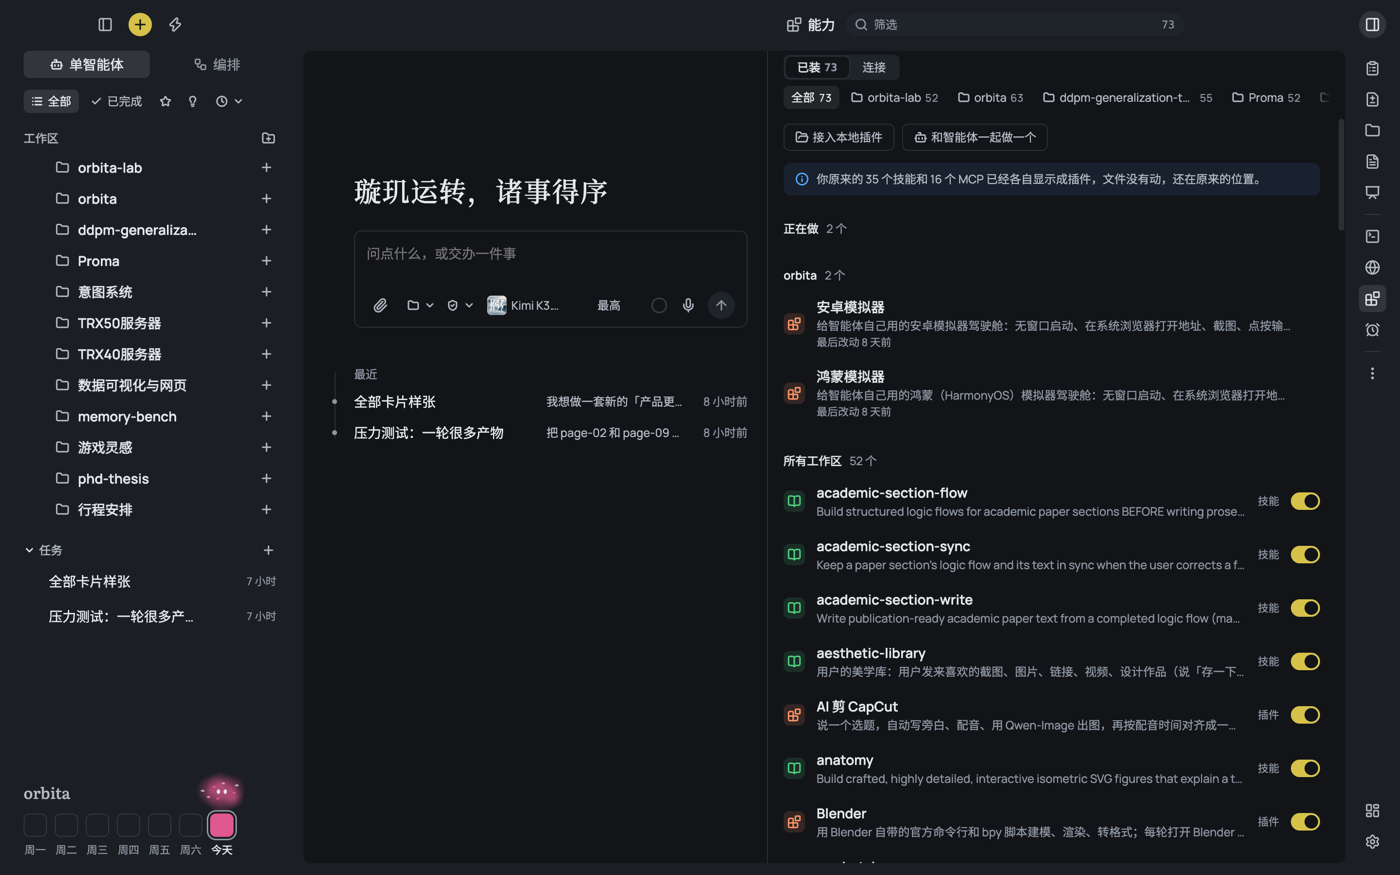 单智能体
编排
全部
已完成
工作区
orbita-lab
orbita
ddpm-generaliza...
Proma
意图系统
TRX50服务器
TRX40服务器
数据可视化与网页
memory-bench
游戏灵感
phd-thesis
行程安排
任务
全部卡片样张 7 小时
压力测试：一轮很多产... 7 小时
orbita
周一 周二 周三 周四 周五 周六 今天
璇玑运转，诸事得序
问点什么，或交办一件事
Kimi K3... 最高
最近
全部卡片样张 我想做一套新的「产品更... 8 小时前
压力测试：一轮很多产物 把 page-02 和 page-09 ... 8 小时前
能力 筛选 73
已装 73 连接
全部 73 orbita-lab 52 orbita 63 ddpm-generalization-t... 55 Proma 52
接入本地插件 和智能体一起做一个
你原来的 35 个技能和 16 个 MCP 已经各自显示成插件，文件没有动，还在原来的位置。
正在做 2 个
orbita 2 个
安卓模拟器
给智能体自己用的安卓模拟器驾驶舱：无窗口启动、在系统浏览器打开地址、截图、点按输...
最后改动 8 天前
鸿蒙模拟器
给智能体自己用的鸿蒙（HarmonyOS）模拟器驾驶舱：无窗口启动、在系统浏览器打开地...
最后改动 8 天前
所有工作区 52 个
academic-section-flow
Build structured logic flows for academic paper sections BEFORE writing prose... 技能
academic-section-sync
Keep a paper section's logic flow and its text in sync when the user corrects a f... 技能
academic-section-write
Write publication-ready academic paper text from a completed logic flow (ma... 技能
aesthetic-library
用户的美学库：用户发来喜欢的截图、图片、链接、视频、设计作品（说「存一下... 技能
AI 剪 CapCut
说一个选题，自动写旁白、配音、用 Qwen-Image 出图，再按配音时间对齐成一... 插件
anatomy
Build crafted, highly detailed, interactive isometric SVG figures that explain a t... 技能
Blender
用 Blender 自带的官方命令行和 bpy 脚本建模、渲染、转格式；每轮打开 Blender ... 插件